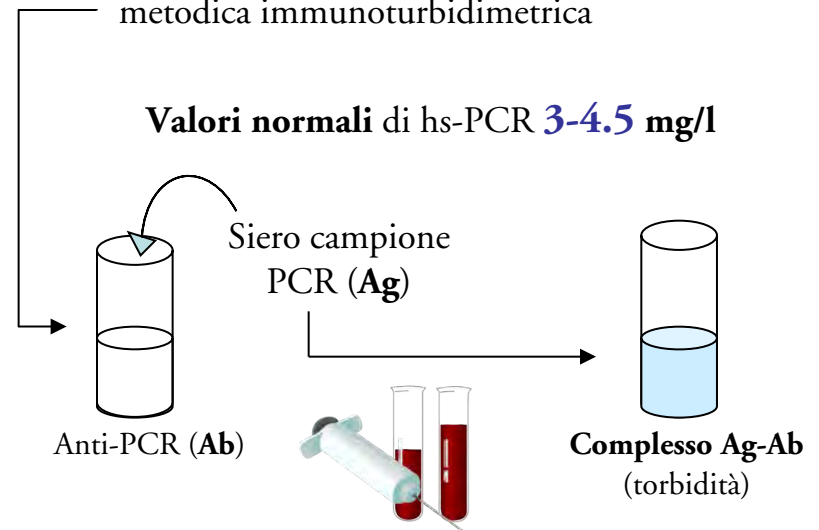 metodica immunoturbidimetrica
Valori normali di hs-PCR 3-4.5 mg/l
Siero campione
PCR (Ag)
Anti-PCR (Ab)
Complesso Ag-Ab
(torbidità)